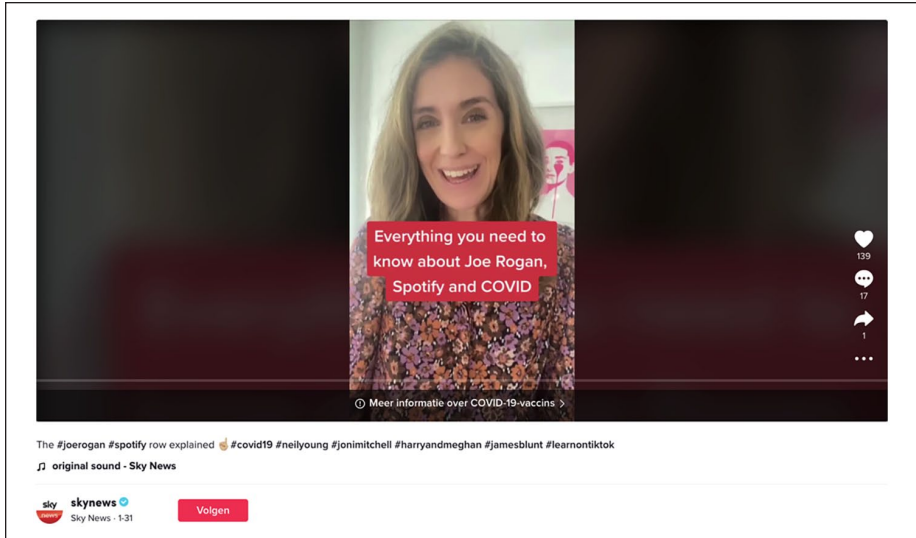 Everything you need to
know about Joe Rogan,
Spotify and COVID
139
17
1
Meer informatie over COVID-19-vaccins >
The #joerogan #spotify row explained ☝🏼#covid19 #neilyoung #jonimitchell #harryandmeghan #jamesblunt #learnontiktok
original sound - Sky News
sky
news
skynews
Sky News · 1-31
Volgen